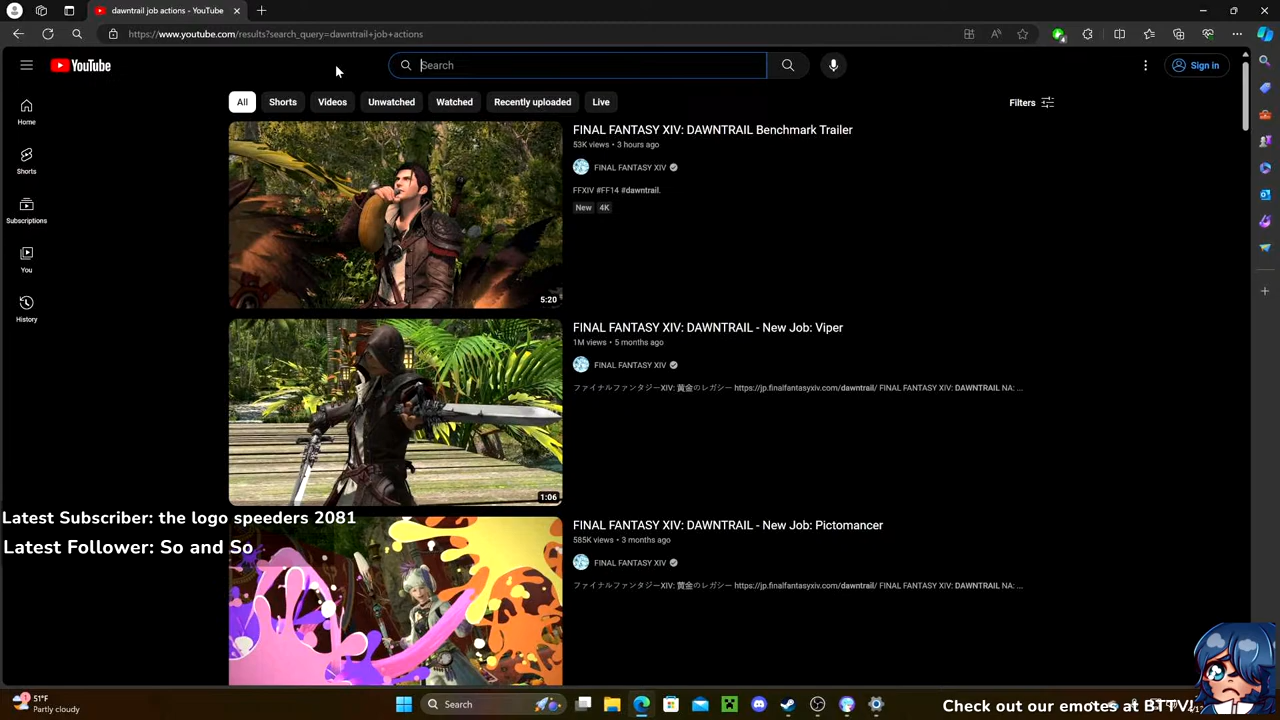 dawntrail job actions - YouTube
https://www.youtube.com/results?search_query=dawntrail+job+actions
YouTube
Search
Sign in
All
Shorts
Videos
Unwatched
Watched
Recently uploaded
Live
Filters
Home
Shorts
Subscriptions
You
History
FINAL FANTASY XIV: DAWNTRAIL Benchmark Trailer
53K views • 3 hours ago
FINAL FANTASY XIV
FFXIV #FF14 #dawntrail.
New
4K
5:20
FINAL FANTASY XIV: DAWNTRAIL - New Job: Viper
1M views • 5 months ago
FINAL FANTASY XIV
ファイナルファンタジーXIV: 黄金のレガシー https://jp.finalfantasyxiv.com/dawntrail/ FINAL FANTASY XIV: DAWNTRAIL NA: ...
1:06
Latest Subscriber: the logo speeders 2081
Latest Follower: So and So
FINAL FANTASY XIV: DAWNTRAIL - New Job: Pictomancer
585K views • 3 months ago
FINAL FANTASY XIV
ファイナルファンタジーXIV: 黄金のレガシー https://jp.finalfantasyxiv.com/dawntrail/ FINAL FANTASY XIV: DAWNTRAIL NA: ...
51°F
Partly cloudy
Search
Check out our emotes at BTTV!